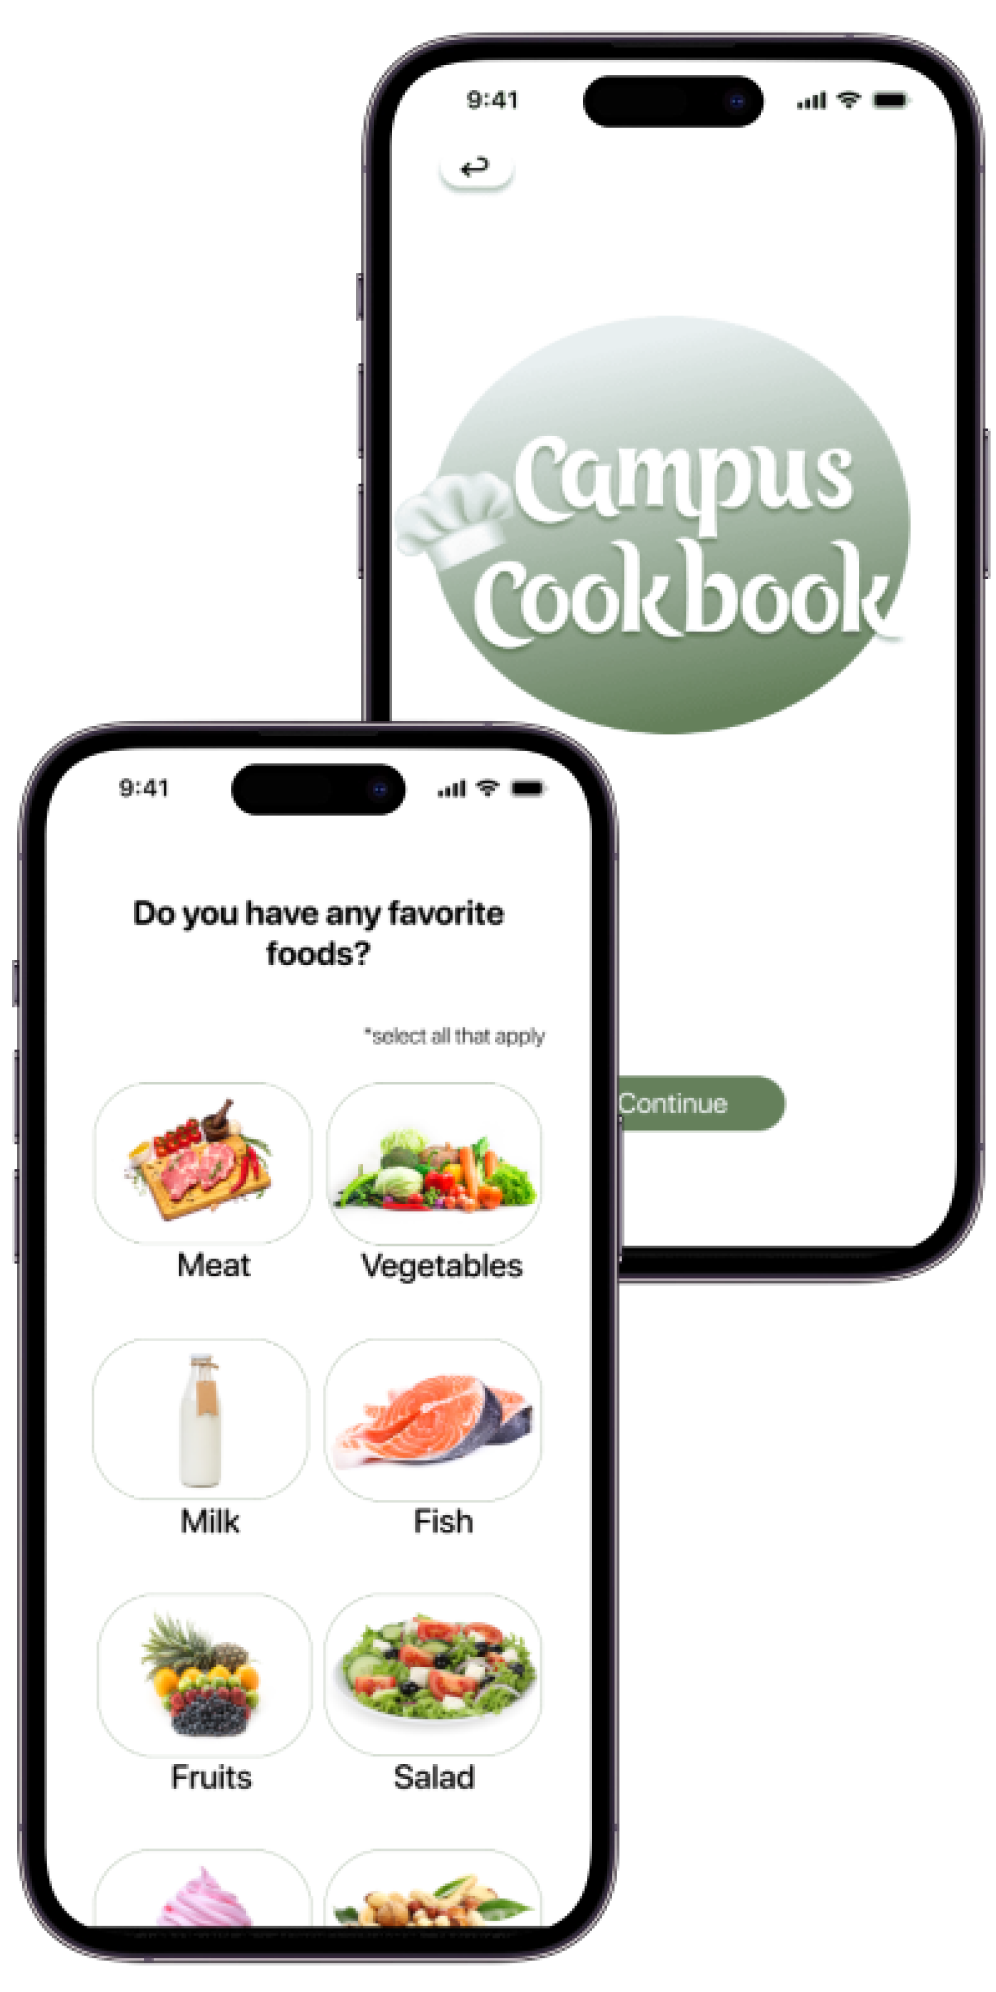 9:41
Campus
Cookbook
Continue
9:41
Do you have any favorite
foods?
*select all that apply
Meat
Vegetables
Milk
Fish
Fruits
Salad